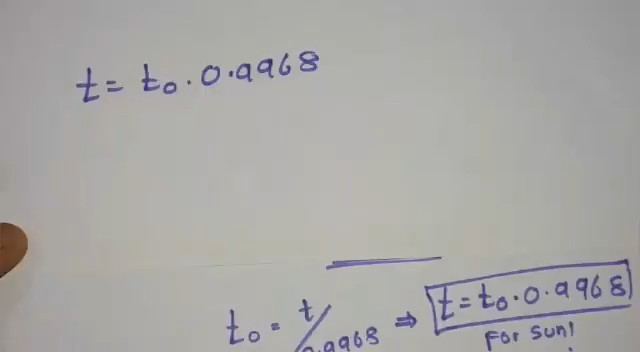 t = t₀ . 0.9968
t₀ = t/0.9968 ⇒ t = t₀ . 0.9968
For sun!